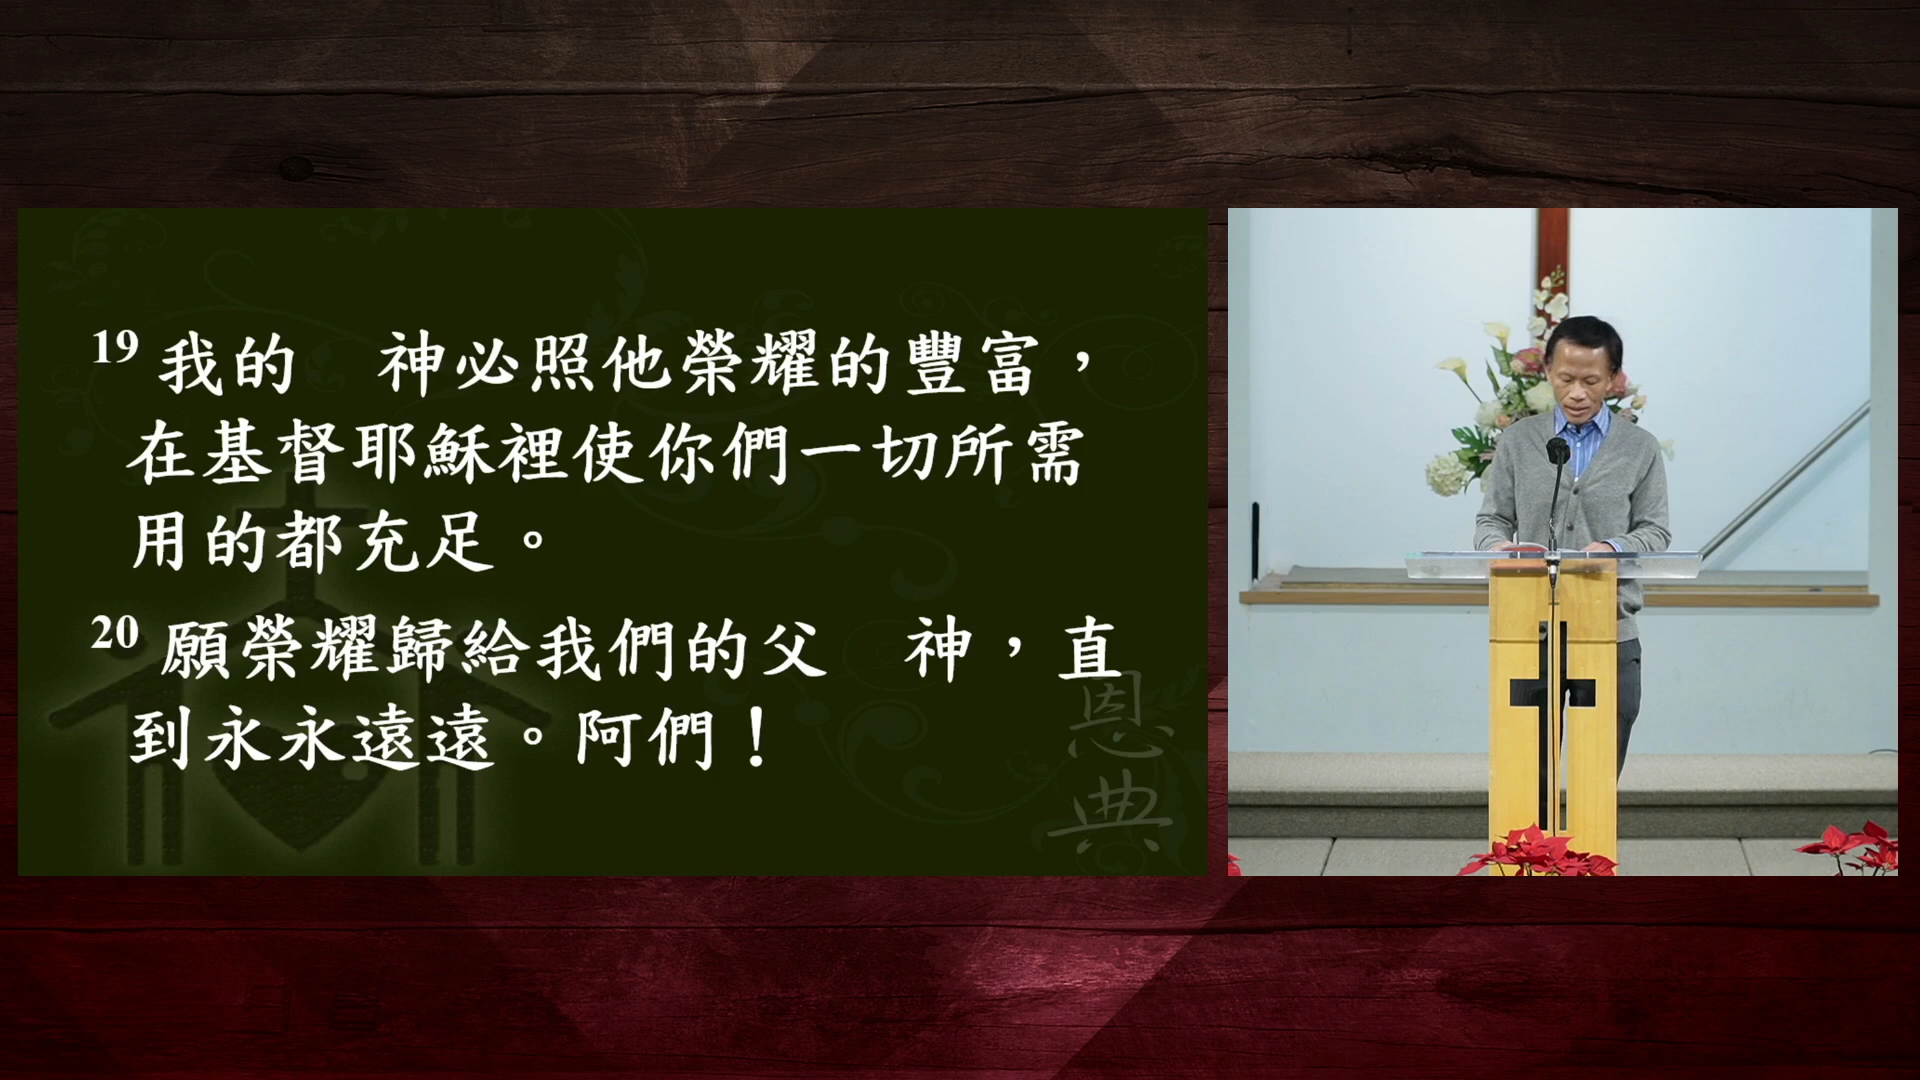 19 我的　神必照他榮耀的豐富，
在基督耶穌裡使你們一切所需
用的都充足。
20 願榮耀歸給我們的父　神，直
到永永遠遠。阿們！
恩
典